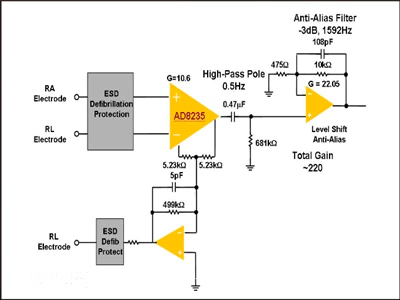 Anti-Alias Filter
-3dB, 1592Hz
108pF
475Ω
10kΩ
G = 22.05
Level Shift
Anti-Alias
Total Gain
~220
High-Pass Pole
0.5Hz
0.47µF
681kΩ
G=10.6
AD8235
+
−
RA
Electrode
RL
Electrode
ESD
Defibrillation
Protection
5.23kΩ
5.23kΩ
5pF
499kΩ
−
+
RL
Electrode
ESD
Defib
Protect
−
+